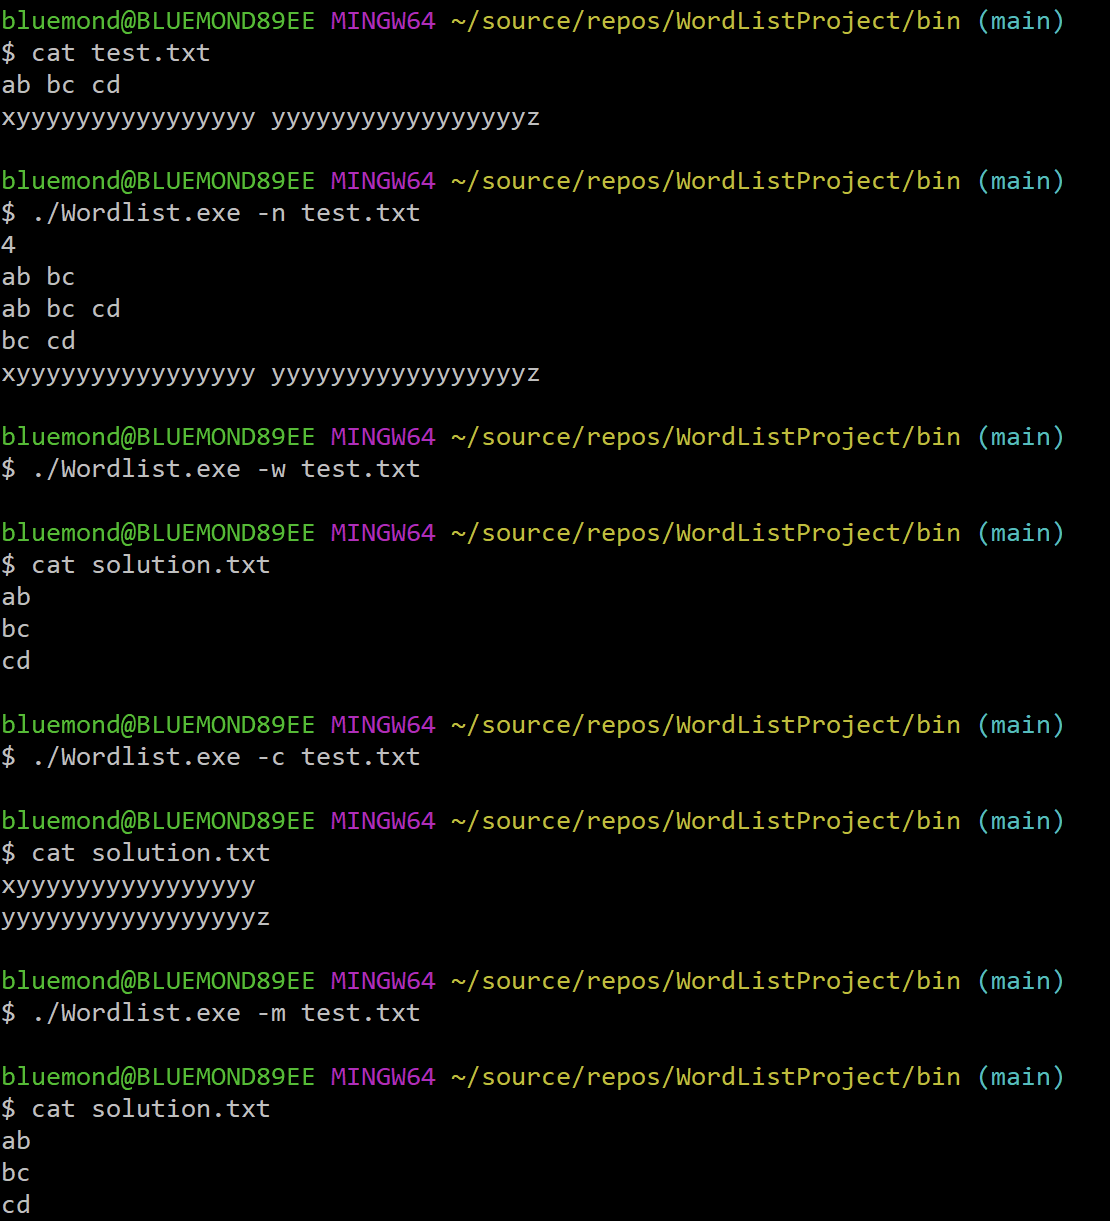 bluemond@BLUEMOND89EE MINGW64 ~/source/repos/WordListProject/bin (main)
$ cat test.txt
ab bc cd
xyyyyyyyyyyyyyyyy yyyyyyyyyyyyyyyyyz

bluemond@BLUEMOND89EE MINGW64 ~/source/repos/WordListProject/bin (main)
$ ./Wordlist.exe -n test.txt
4
ab bc
ab bc cd
bc cd
xyyyyyyyyyyyyyyyy yyyyyyyyyyyyyyyyyz

bluemond@BLUEMOND89EE MINGW64 ~/source/repos/WordListProject/bin (main)
$ ./Wordlist.exe -w test.txt

bluemond@BLUEMOND89EE MINGW64 ~/source/repos/WordListProject/bin (main)
$ cat solution.txt
ab
bc
cd

bluemond@BLUEMOND89EE MINGW64 ~/source/repos/WordListProject/bin (main)
$ ./Wordlist.exe -c test.txt

bluemond@BLUEMOND89EE MINGW64 ~/source/repos/WordListProject/bin (main)
$ cat solution.txt
xyyyyyyyyyyyyyyyy
yyyyyyyyyyyyyyyyyz

bluemond@BLUEMOND89EE MINGW64 ~/source/repos/WordListProject/bin (main)
$ ./Wordlist.exe -m test.txt

bluemond@BLUEMOND89EE MINGW64 ~/source/repos/WordListProject/bin (main)
$ cat solution.txt
ab
bc
cd